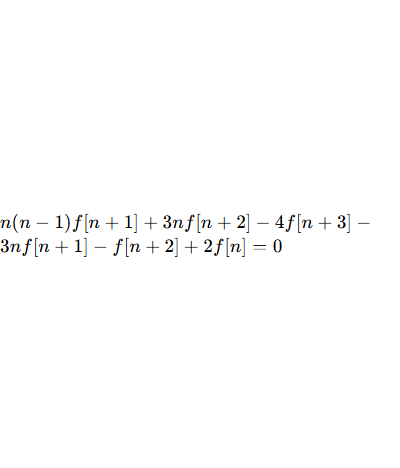 n(n − 1)f[n + 1] + 3nf[n + 2] − 4f[n + 3] −
3nf[n + 1] − f[n + 2] + 2f[n] = 0